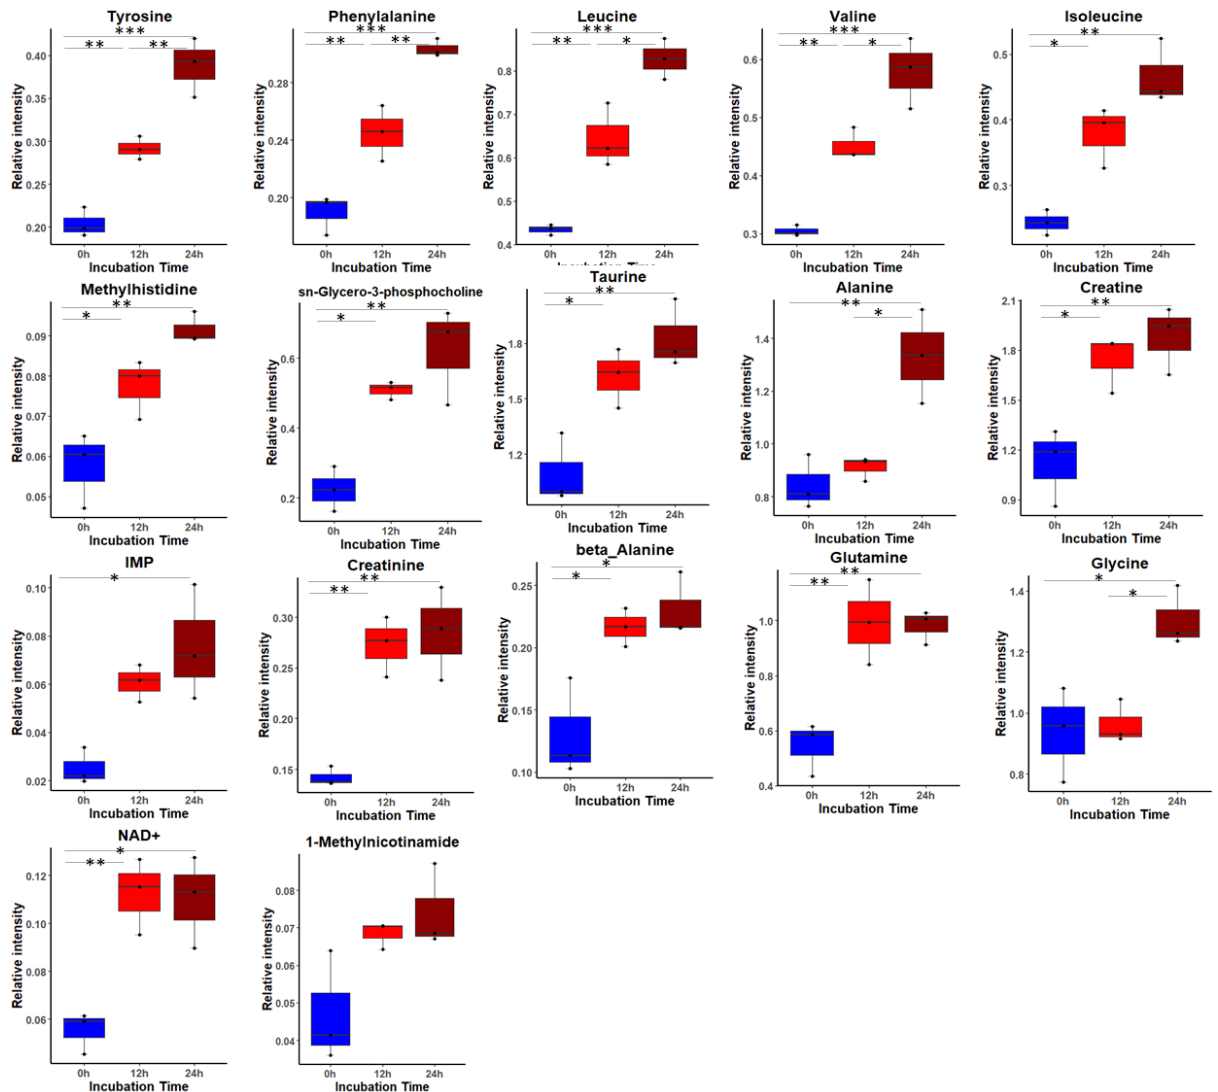 Tyrosine Phenylalanine Leucine Valine Isoleucine
*** *** *** *** **
** ** ** ** ** * ** * *
Relative intensity Relative intensity Relative intensity Relative intensity Relative intensity
0.40 0.28 0.8 0.6 0.5
0.35 0.24 0.7 0.5 0.4
0.30 0.20 0.6 0.4 0.3
0.25 0.5 0.3
0.20 0.4
0h 12h 24h 0h 12h 24h 0h 12h 24h 0h 12h 24h 0h 12h 24h
Incubation Time Incubation Time Incubation Time Incubation Time
Methylhistidine sn-Glycero-3-phosphocholine Taurine Alanine Creatine
** ** ** ** **
* * * * *
Relative intensity Relative intensity Relative intensity Relative intensity Relative intensity
0.09 0.6 1.8 1.4 2.1
0.08 0.4 1.6 1.2 1.8
0.07 0.2 1.2 1.0 1.5
0.06 0.8 1.2
0.05 0.9
0h 12h 24h 0h 12h 24h 0h 12h 24h 0h 12h 24h 0h 12h 24h
Incubation Time Incubation Time Incubation Time Incubation Time Incubation Time
IMP Creatinine beta_Alanine Glutamine Glycine
* ** * ** *
** * ** *
Relative intensity Relative intensity Relative intensity Relative intensity Relative intensity
0.10 0.30 0.25 1.0 1.4
0.08 0.25 0.20 0.8 1.2
0.06 0.20 0.15 0.6 1.0
0.04 0.15 0.10 0.4 0.8
0.02
0h 12h 24h 0h 12h 24h 0h 12h 24h 0h 12h 24h 0h 12h 24h
Incubation Time Incubation Time Incubation Time Incubation Time Incubation Time
NAD+ 1-Methylnicotinamide
*
**
Relative intensity Relative intensity
0.12 0.08
0.10 0.07
0.08 0.06
0.06 0.05
0.04
0h 12h 24h 0h 12h 24h
Incubation Time Incubation Time